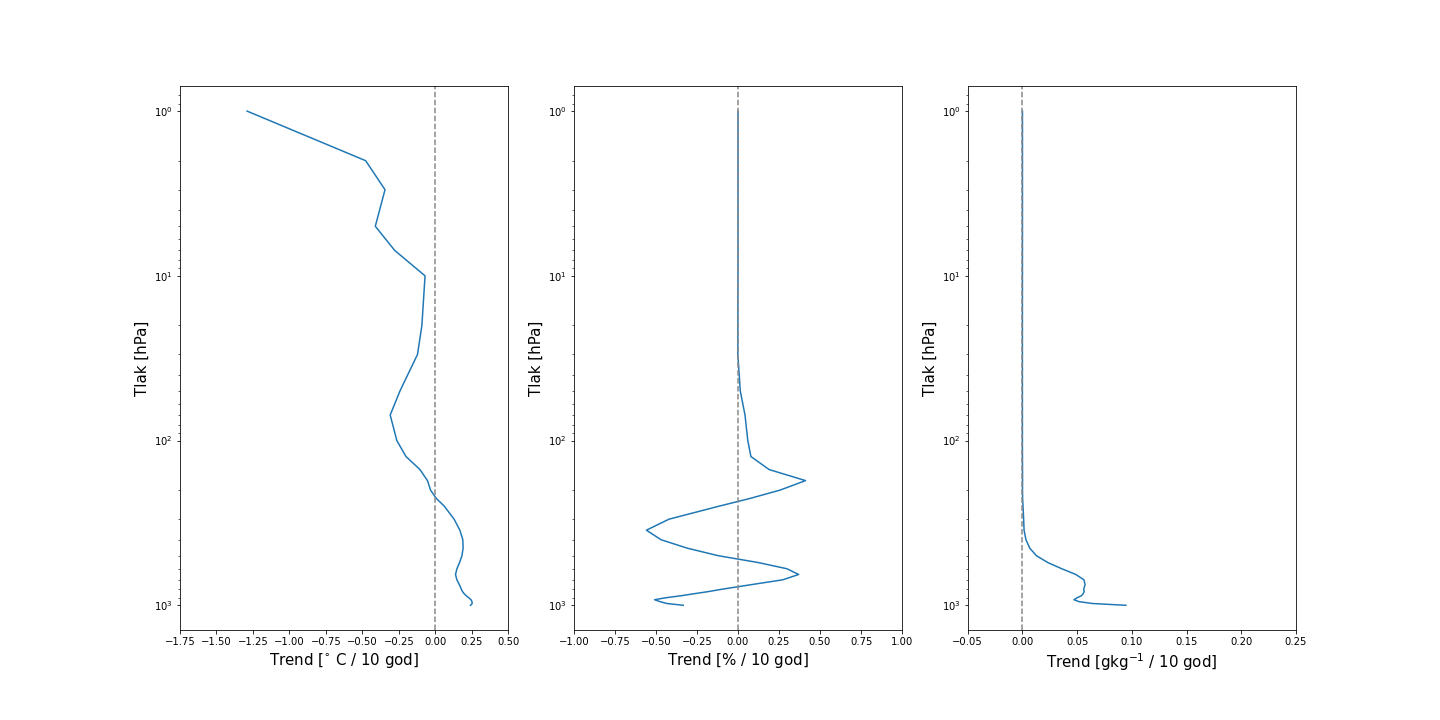 Tlak [hPa]
10⁰
10¹
10²
10³
−1.75 −1.50 −1.25 −1.00 −0.75 −0.50 −0.25 0.00 0.25 0.50
Trend [° C / 10 god]
Tlak [hPa]
10⁰
10¹
10²
10³
−1.00 −0.75 −0.50 −0.25 0.00 0.25 0.50 0.75 1.00
Trend [% / 10 god]
Tlak [hPa]
10⁰
10¹
10²
10³
−0.05 0.00 0.05 0.10 0.15 0.20 0.25
Trend [gkg⁻¹ / 10 god]